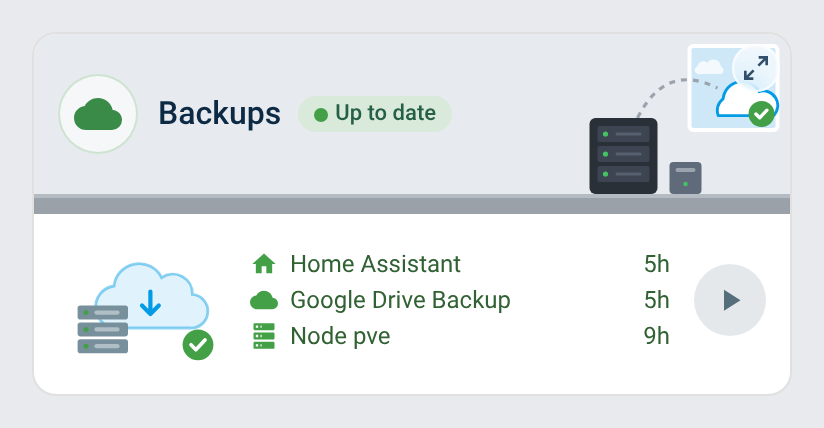 Backups
Up to date
Home Assistant 5h
Google Drive Backup 5h
Node pve 9h